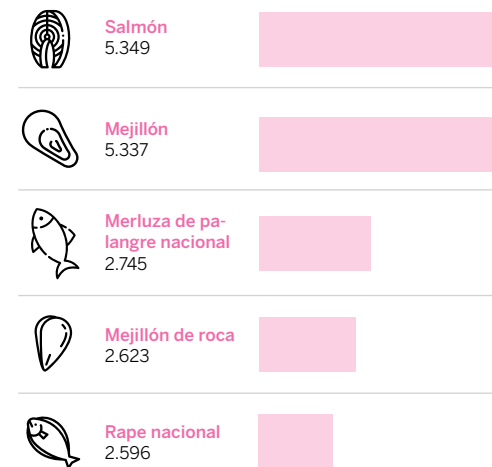 Salmón
5.349
Mejillón
5.337
Merluza de pa-
langre nacional
2.745
Mejillón de roca
2.623
Rape nacional
2.596